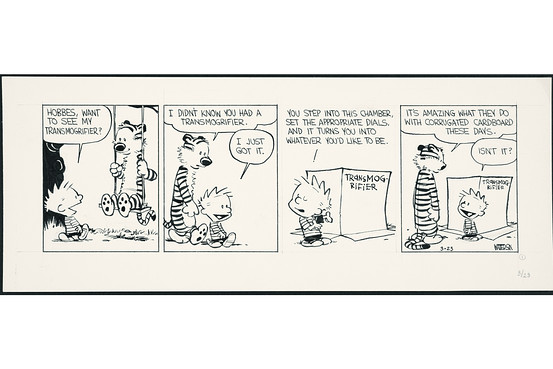 HOBBES, WANT
TO SEE MY
TRANSMOGRIFIER?
I DIDN'T KNOW YOU HAD A
TRANSMOGRIFIER.
I JUST
GOT IT.
YOU STEP INTO THIS CHAMBER,
SET THE APPROPRIATE DIALS,
AND IT TURNS YOU INTO
WHATEVER YOU'D LIKE TO BE.
TRANSMOG-
RIFIER
IT'S AMAZING WHAT THEY DO
WITH CORRUGATED CARDBOARD
THESE DAYS.
ISN'T IT?
TRANSMOG-
RIFIER
3-23
WATTERSON
3/23